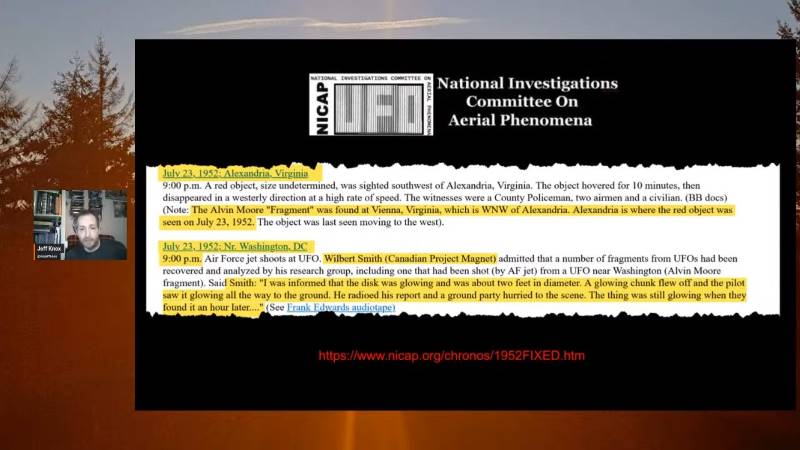 NATIONAL INVESTIGATIONS COMMITTEE ON
AERIAL PHENOMENA
NICAP
UFO
National Investigations
Committee On
Aerial Phenomena
July 23, 1952; Alexandria, Virginia
9:00 p.m. A red object, size undetermined, was sighted southwest of Alexandria, Virginia. The object hovered for 10 minutes, then
disappeared in a westerly direction at a high rate of speed. The witnesses were a County Policeman, two airmen and a civilian. (BB docs)
(Note: The Alvin Moore "Fragment" was found at Vienna, Virginia, which is WNW of Alexandria. Alexandria is where the red object was
seen on July 23, 1952. The object was last seen moving to the west).
July 23, 1952; Nr. Washington, DC
9:00 p.m. Air Force jet shoots at UFO. Wilbert Smith (Canadian Project Magnet) admitted that a number of fragments from UFOs had been
recovered and analyzed by his research group, including one that had been shot (by AF jet) from a UFO near Washington (Alvin Moore
fragment). Said Smith: "I was informed that the disk was glowing and was about two feet in diameter. A glowing chunk flew off and the pilot
saw it glowing all the way to the ground. He radioed his report and a ground party hurried to the scene. The thing was still glowing when they
found it an hour later...." (See Frank Edwards audiotape)
Jeff Knox
https://www.nicap.org/chronos/1952FIXED.htm